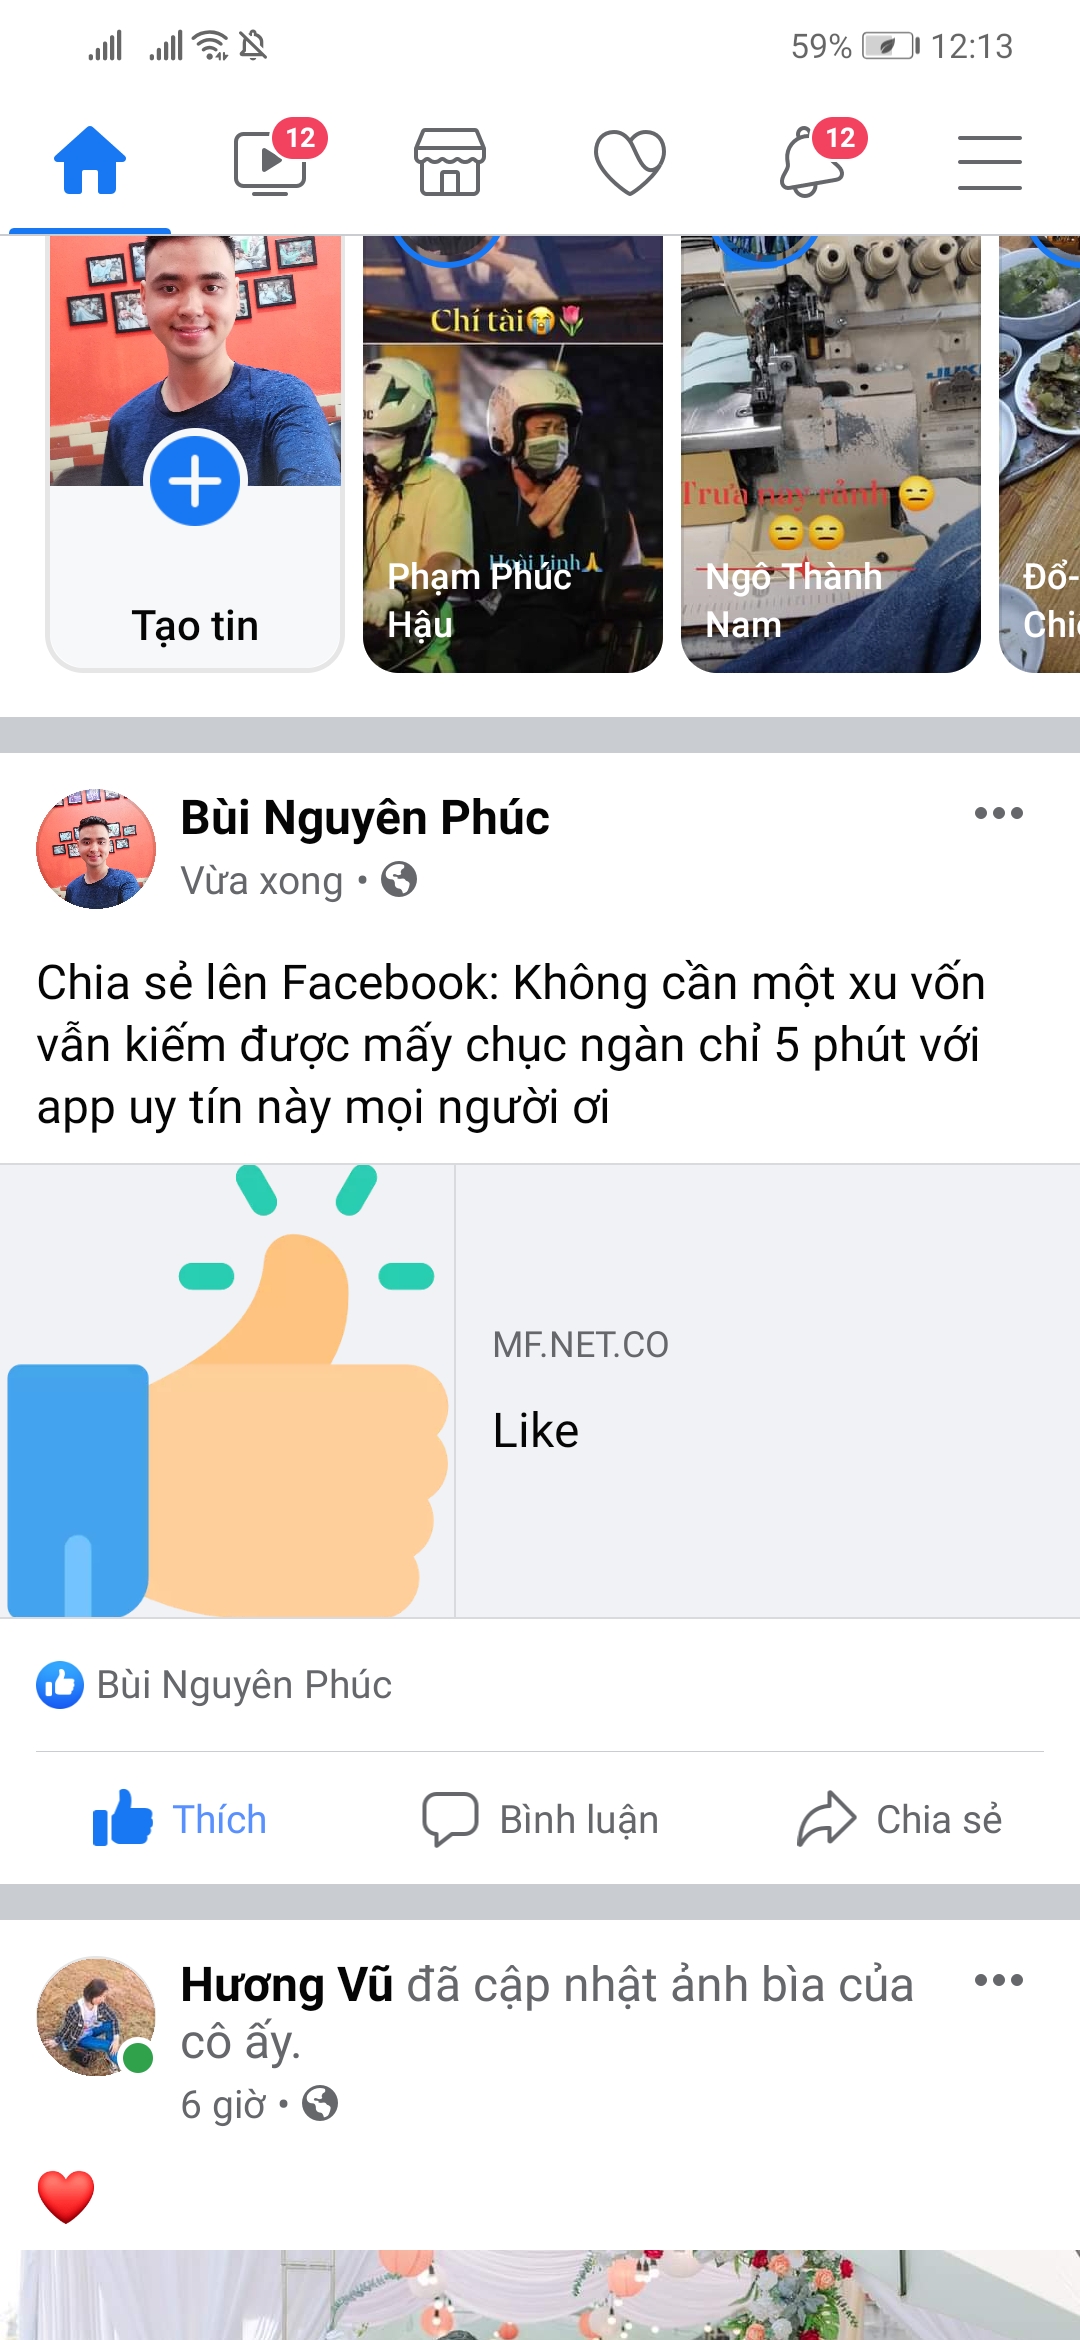 59% 12:13
12
12
Chí tài😭🌷
Hoài Linh🙏
Phạm Phúc
Hậu
JUK
Trưa nay rảnh 😑
😑😑
Ngô Thành
Nam
Đổ-
Chi
Tạo tin
Bùi Nguyên Phúc
Vừa xong •
Chia sẻ lên Facebook: Không cần một xu vốn
vẫn kiếm được mấy chục ngàn chỉ 5 phút với
app uy tín này mọi người ơi
MF.NET.CO
Like
Bùi Nguyên Phúc
Thích
Bình luận
Chia sẻ
Hương Vũ đã cập nhật ảnh bìa của
cô ấy.
6 giờ •
❤️